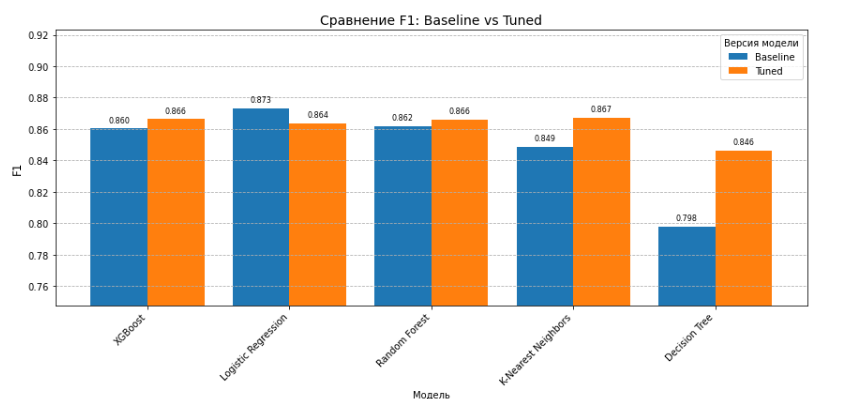 Сравнение F1: Baseline vs Tuned
Версия модели
Baseline
Tuned
F1
0.92
0.90
0.88
0.86
0.84
0.82
0.80
0.78
0.76
0.860
0.866
0.873
0.864
0.862
0.866
0.849
0.867
0.798
0.846
XGBoost
Logistic Regression
Random Forest
K-Nearest Neighbors
Decision Tree
Модель